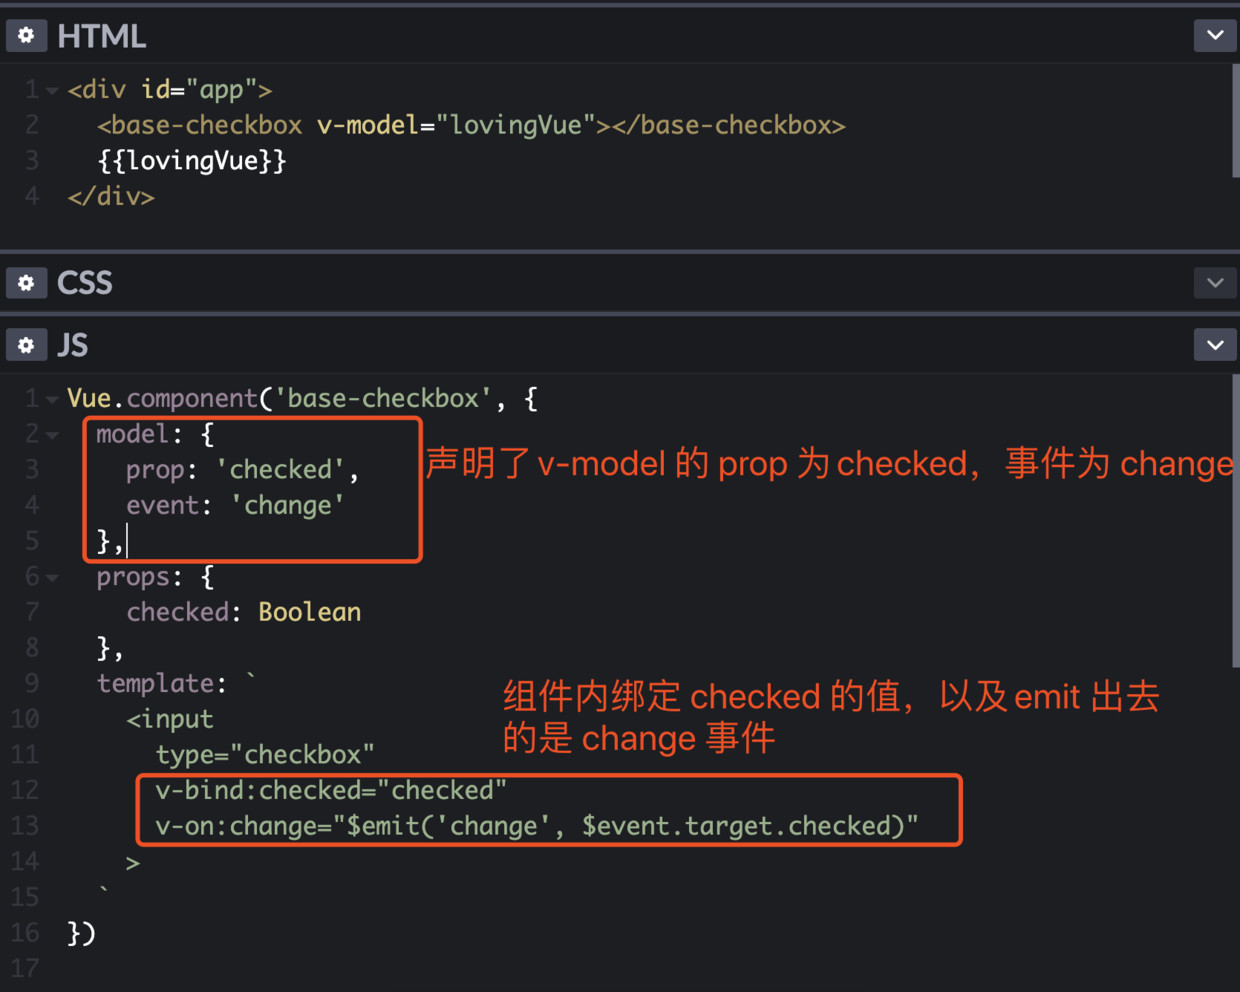 HTML
1 <div id="app">
2 <base-checkbox v-model="lovingVue"></base-checkbox>
3 {{lovingVue}}
4 </div>
CSS
JS
1 Vue.component('base-checkbox', {
2 model: {
3 prop: 'checked',
声明了 v-model 的 prop 为 checked，事件为 change
4 event: 'change'
5 },
6 props: {
7 checked: Boolean
8 },
9 template: `
组件内绑定 checked 的值，以及 emit 出去
的是 change 事件
10 <input
11 type="checkbox"
12 v-bind:checked="checked"
13 v-on:change="$emit('change', $event.target.checked)"
14 >
15 `
16 })
17